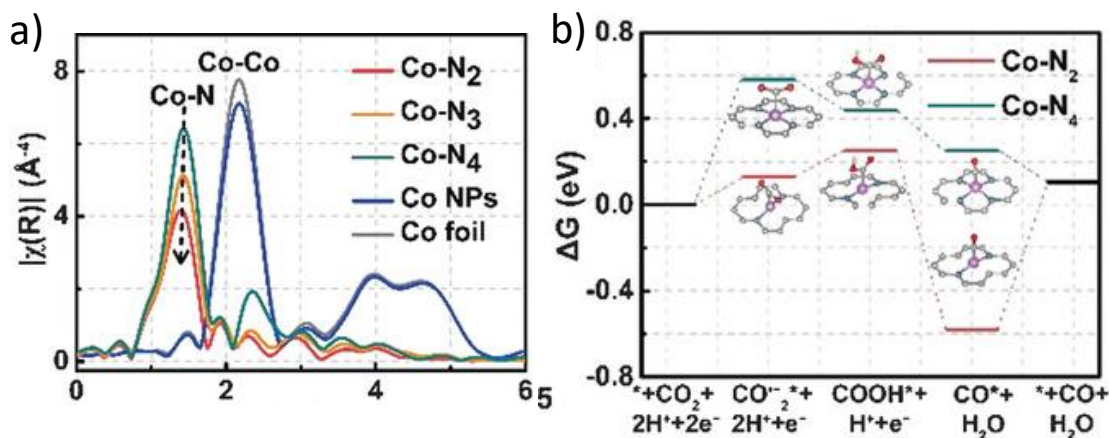 a)
Co-Co
Co-N
Co-N₂
Co-N₃
Co-N₄
Co NPs
Co foil
|χ(R)| (Å⁻⁴)
8
4
0
0 1 2 3 4 5 6
b)
Co-N₂
Co-N₄
ΔG (eV)
0.8
0.4
0.0
-0.4
-0.8
*+CO₂+ CO•⁻₂*+ COOH*+ CO*+ *+CO+
2H⁺+2e⁻ 2H⁺+e⁻ H⁺+e⁻ H₂O H₂O